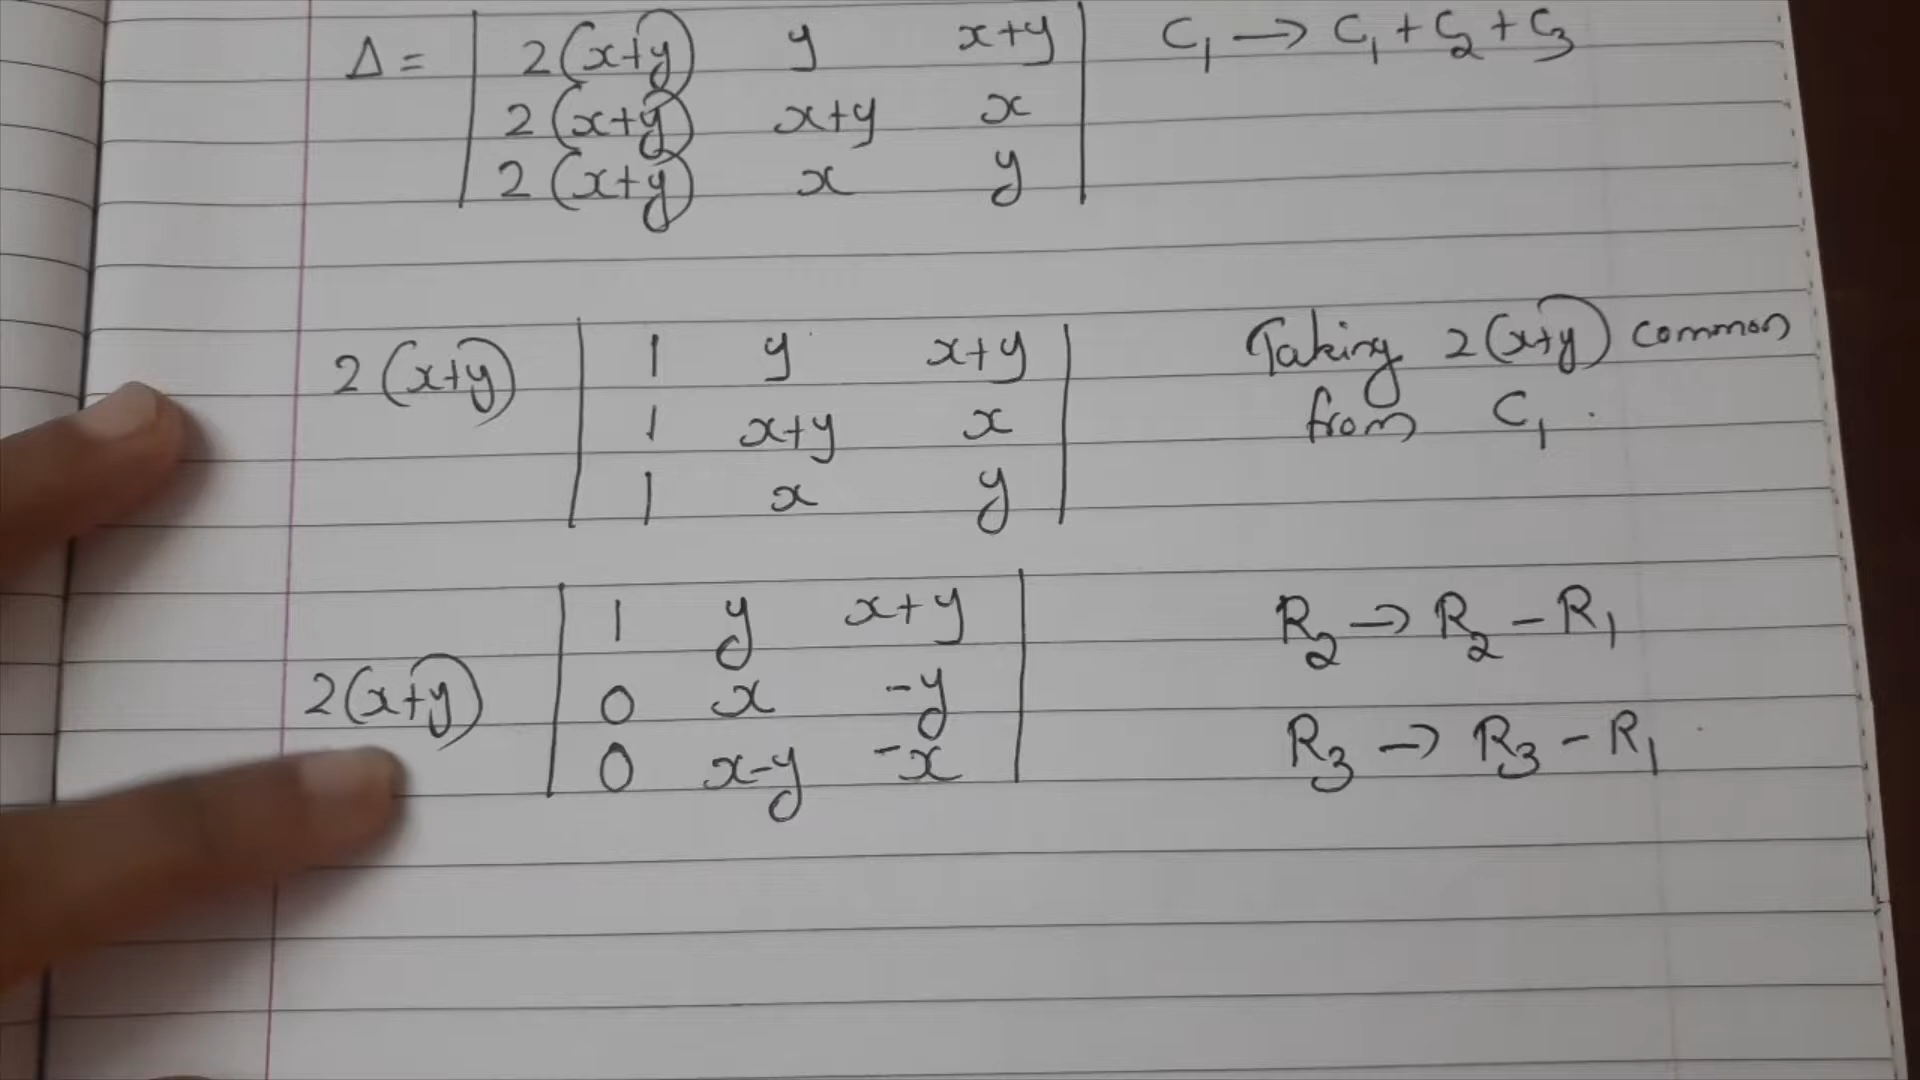 Δ = | 2(x+y) y x+y | C₁ → C₁ + C₂ + C₃
| 2(x+y) x+y x |
| 2(x+y) x y |
2(x+y) | 1 y x+y | Taking 2(x+y) common
| 1 x+y x | from C₁.
| 1 x y |
| 1 y x+y | R₂ → R₂ - R₁
2(x+y) | 0 x -y |
| 0 x-y -x | R₃ → R₃ - R₁